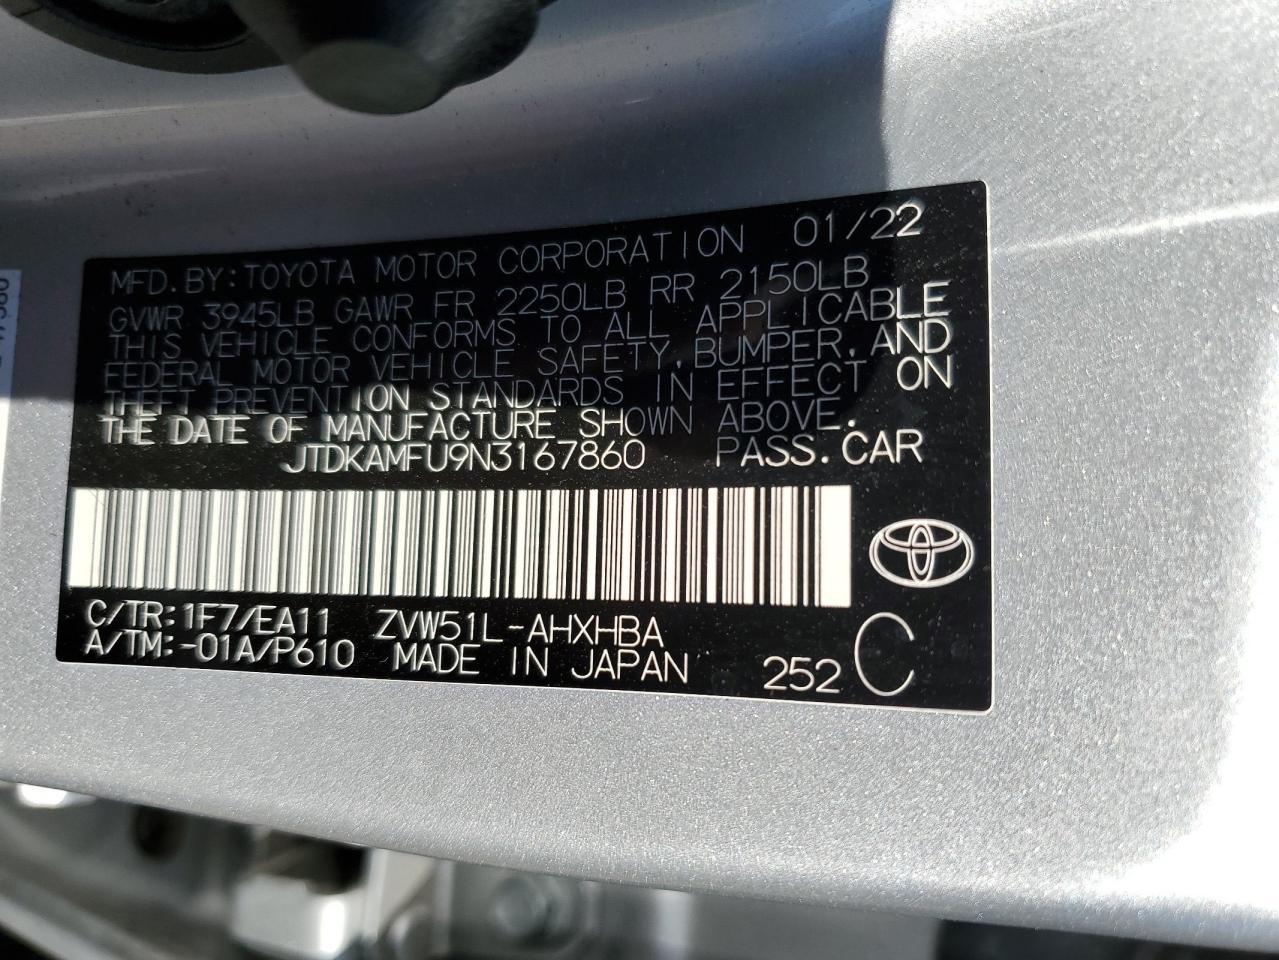 MFD. BY: TOYOTA MOTOR CORPORATION 01/22
GVWR 3945LB GAWR FR 2250LB RR 2150LB
THIS VEHICLE CONFORMS TO ALL APPLICABLE
FEDERAL MOTOR VEHICLE SAFETY, BUMPER, AND
THEFT PREVENTION STANDARDS IN EFFECT ON
THE DATE OF MANUFACTURE SHOWN ABOVE.
JTDKAMFU9N3167860 PASS. CAR
C/TR: 1F7/EA11 ZVW51L-AHXHBA
A/TM: -01A/P610 MADE IN JAPAN 252 C